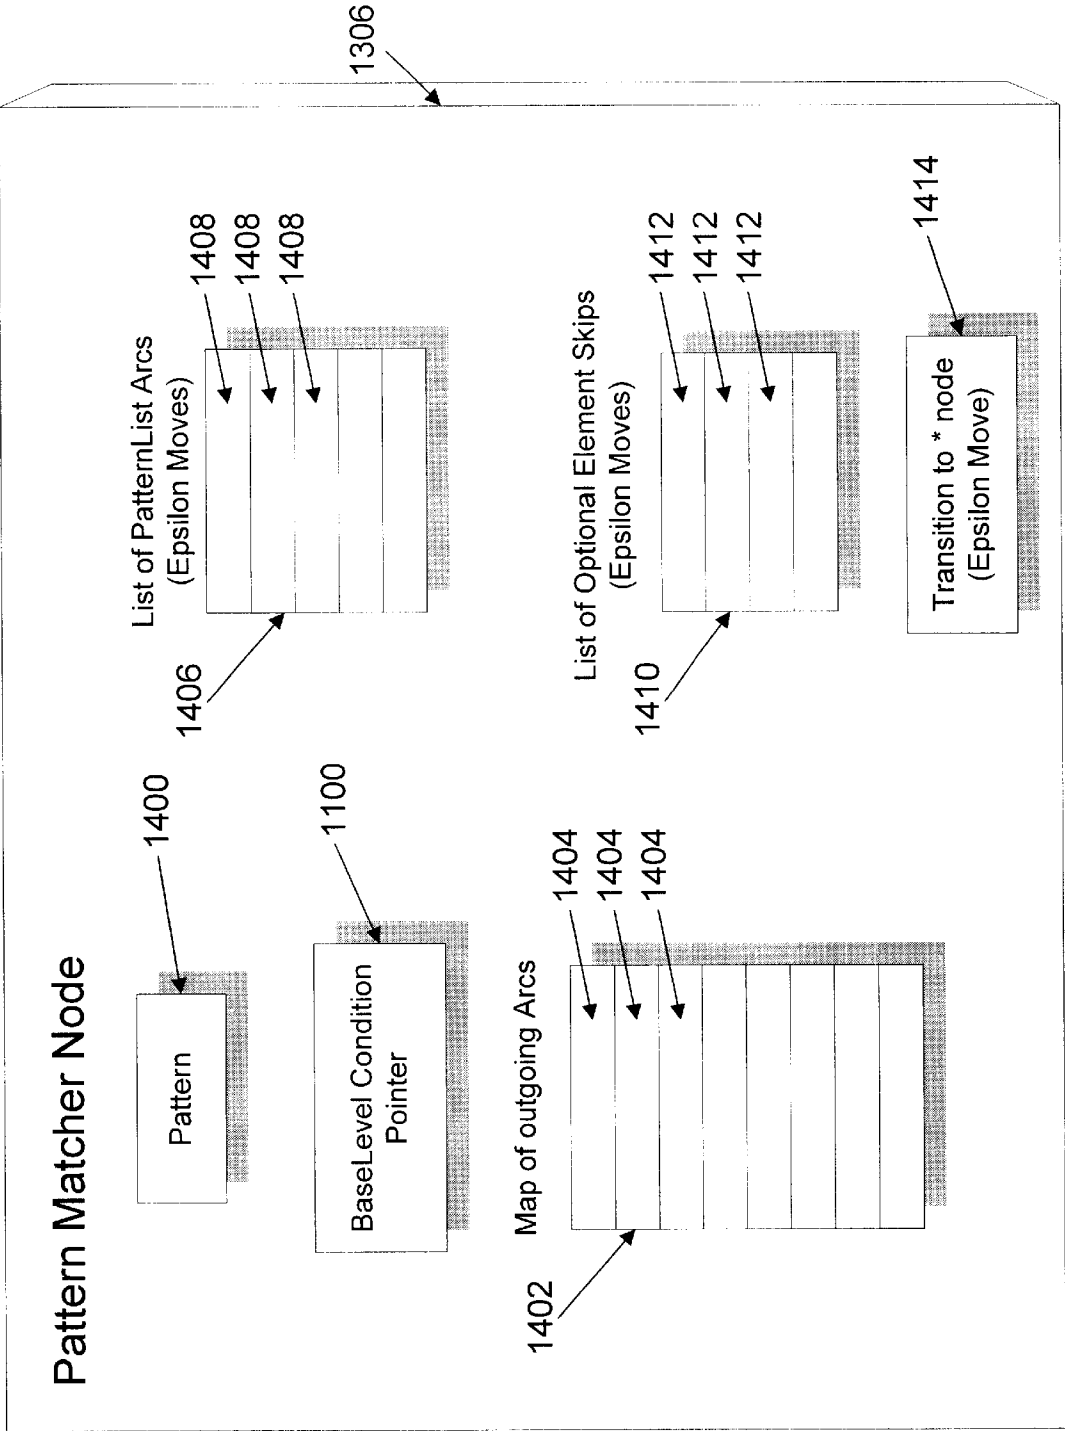 Pattern Matcher Node
1306
Pattern
1400
BaseLevel Condition
Pointer
1100
Map of outgoing Arcs
1402
1404
1404
1404
List of PatternList Arcs
(Epsilon Moves)
1406
1408
1408
1408
List of Optional Element Skips
(Epsilon Moves)
1410
1412
1412
1412
Transition to * node
(Epsilon Move)
1414